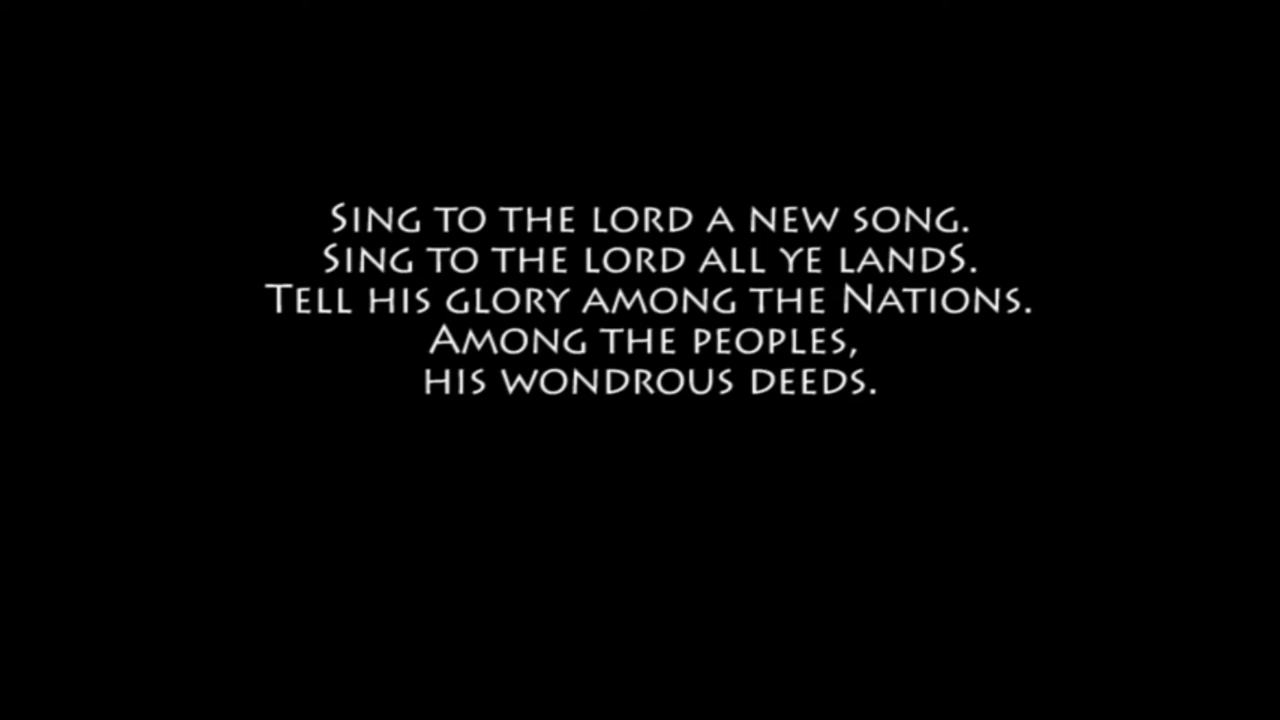 Sing to the lord a new song.
Sing to the lord all ye landS.
Tell his glory among the Nations.
Among the peoples,
his wondrous deeds.